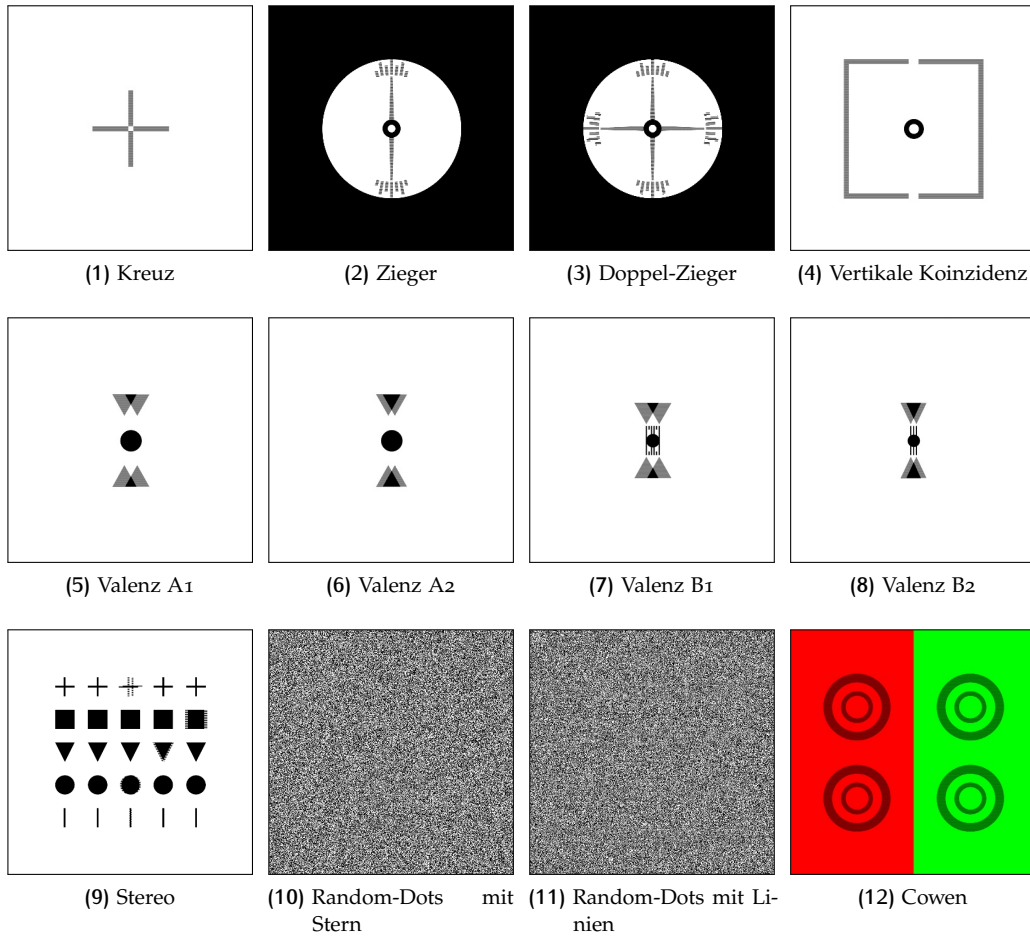 (1) Kreuz
(2) Zieger
(3) Doppel-Zieger
(4) Vertikale Koinzidenz
(5) Valenz A1
(6) Valenz A2
(7) Valenz B1
(8) Valenz B2
(9) Stereo
(10) Random-Dots mit
Stern
(11) Random-Dots mit Li-
nien
(12) Cowen